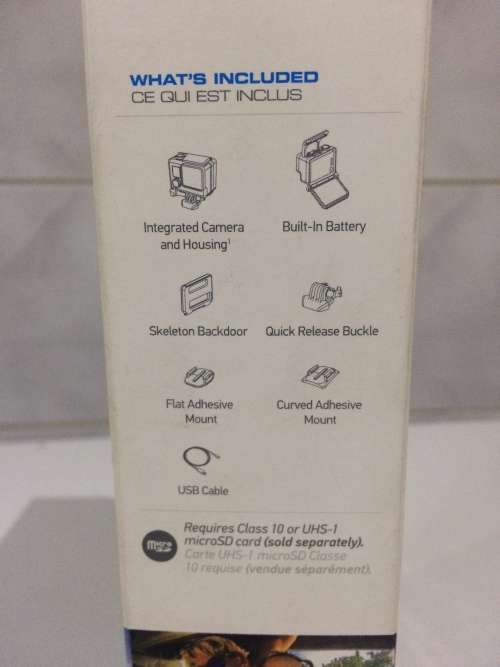 WHAT'S INCLUDED
CE QUI EST INCLUS
Integrated Camera
and Housing¹
Built-In Battery
Skeleton Backdoor
Quick Release Buckle
Flat Adhesive
Mount
Curved Adhesive
Mount
USB Cable
micro
Requires Class 10 or UHS-1
microSD card (sold separately).
Carte UHS-1 microSD Classe
10 requise (vendue séparément).